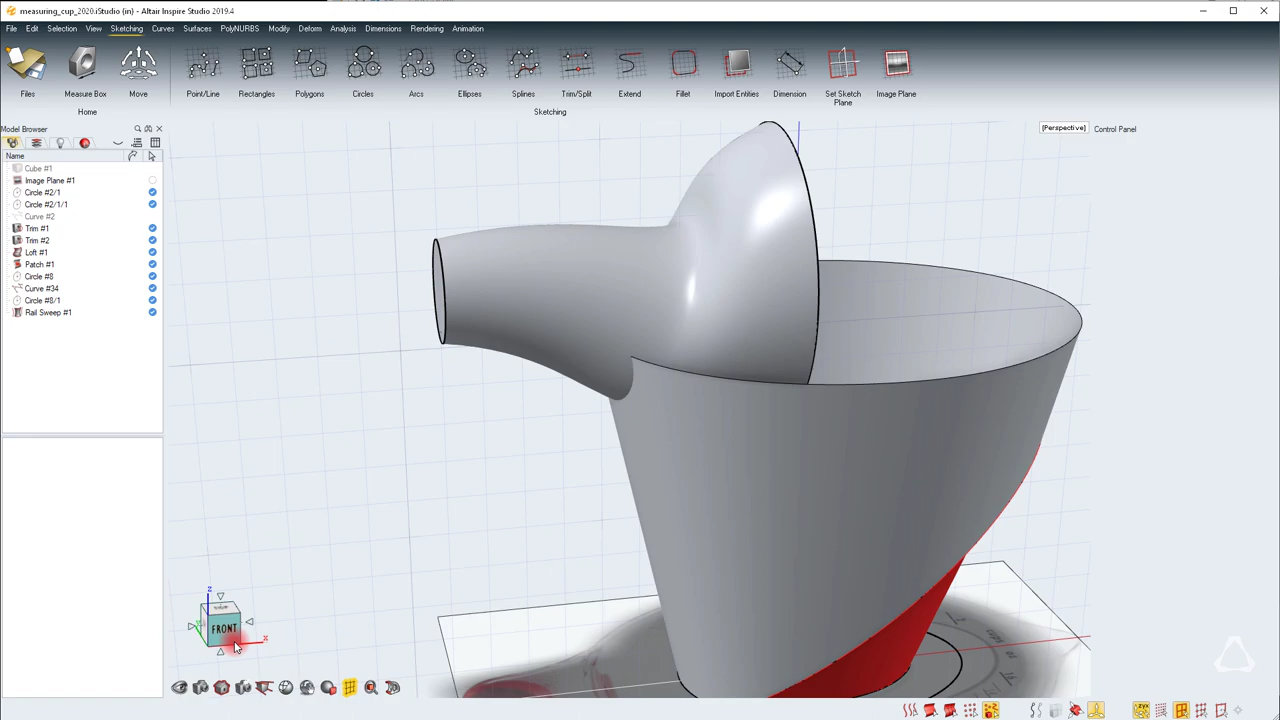 measuring_cup_2020.iStudio (in) - Altair Inspire Studio 2019.4
File Edit Selection View Sketching Curves Surfaces PolyNURBS Modify Deform Analysis Dimensions Rendering Animation
Files Measure Box Move Point/Line Rectangles Polygons Circles Arcs Ellipses Splines Trim/Split Extend Fillet Import Entities Dimension Set Sketch Plane Image Plane
Home Sketching
Model Browser
[Perspective] Control Panel
Name
Cube #1
Image Plane #1
Circle #2/1
Circle #2/1/1
Curve #2
Trim #1
Trim #2
Loft #1
Patch #1
Circle #8
Curve #34
Circle #8/1
Rail Sweep #1
Z
FRONT
X